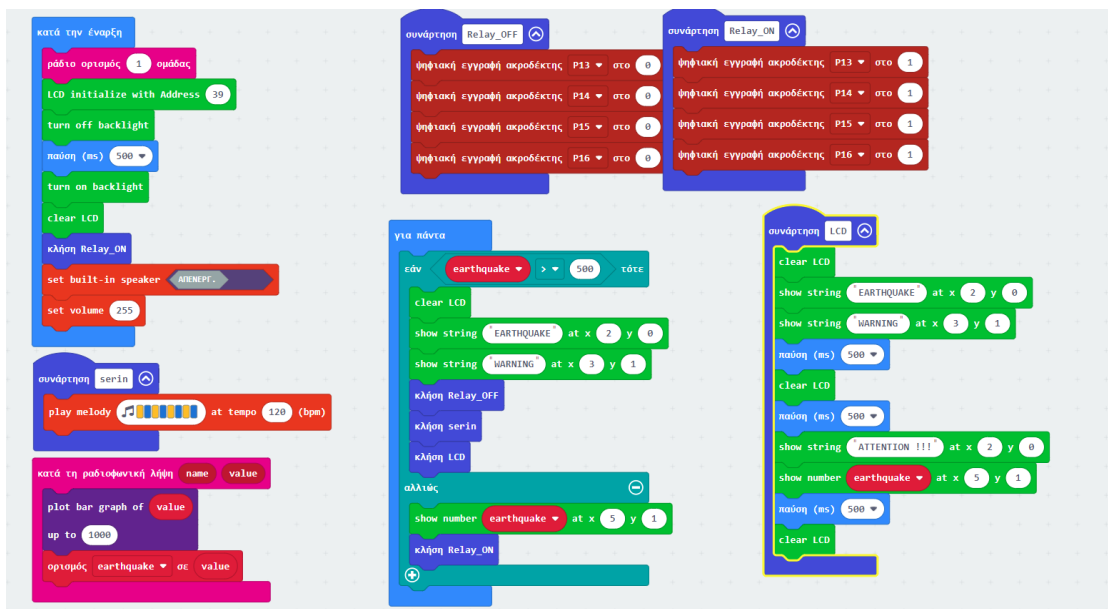 κατά την έναρξη
ράδιο ορισμός 1 ομάδας
LCD initialize with Address 39
turn off backlight
παύση (ms) 500
turn on backlight
clear LCD
κλήση Relay_ON
set built-in speaker ΑΠΕΝΕΡΓ.
set volume 255
συνάρτηση serin
play melody at tempo 120 (bpm)
κατά τη ραδιοφωνική λήψη name value
plot bar graph of value
up to 1000
ορισμός earthquake σε value
συνάρτηση Relay_OFF
ψηφιακή εγγραφή ακροδέκτης P13 στο 0
ψηφιακή εγγραφή ακροδέκτης P14 στο 0
ψηφιακή εγγραφή ακροδέκτης P15 στο 0
ψηφιακή εγγραφή ακροδέκτης P16 στο 0
συνάρτηση Relay_ON
ψηφιακή εγγραφή ακροδέκτης P13 στο 1
ψηφιακή εγγραφή ακροδέκτης P14 στο 1
ψηφιακή εγγραφή ακροδέκτης P15 στο 1
ψηφιακή εγγραφή ακροδέκτης P16 στο 1
για πάντα
εάν earthquake > 500 τότε
clear LCD
show string "EARTHQUAKE" at x 2 y 0
show string "WARNING" at x 3 y 1
κλήση Relay_OFF
κλήση serin
κλήση LCD
αλλιώς
show number earthquake at x 5 y 1
κλήση Relay_ON
συνάρτηση LCD
clear LCD
show string "EARTHQUAKE" at x 2 y 0
show string "WARNING" at x 3 y 1
παύση (ms) 500
clear LCD
παύση (ms) 500
show string "ATTENTION !!!" at x 2 y 0
show number earthquake at x 5 y 1
παύση (ms) 500
clear LCD